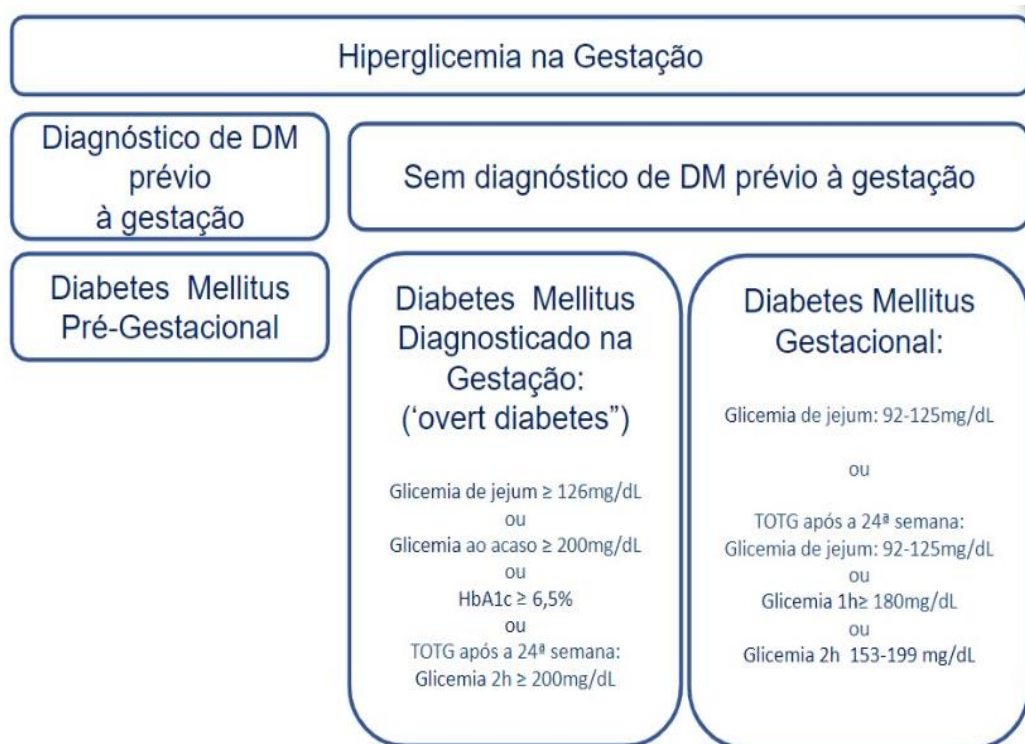 Hiperglicemia na Gestação
Diagnóstico de DM
prévio
à gestação
Sem diagnóstico de DM prévio à gestação
Diabetes Mellitus
Pré-Gestacional
Diabetes Mellitus
Diagnosticado na
Gestação:
(‘overt diabetes”)
Glicemia de jejum ≥ 126mg/dL
ou
Glicemia ao acaso ≥ 200mg/dL
ou
HbA1c ≥ 6,5%
ou
TOTG após a 24ª semana:
Glicemia 2h ≥ 200mg/dL
Diabetes Mellitus
Gestacional:
Glicemia de jejum: 92-125mg/dL
ou
TOTG após a 24ª semana:
Glicemia de jejum: 92-125mg/dL
ou
Glicemia 1h≥ 180mg/dL
ou
Glicemia 2h 153-199 mg/dL